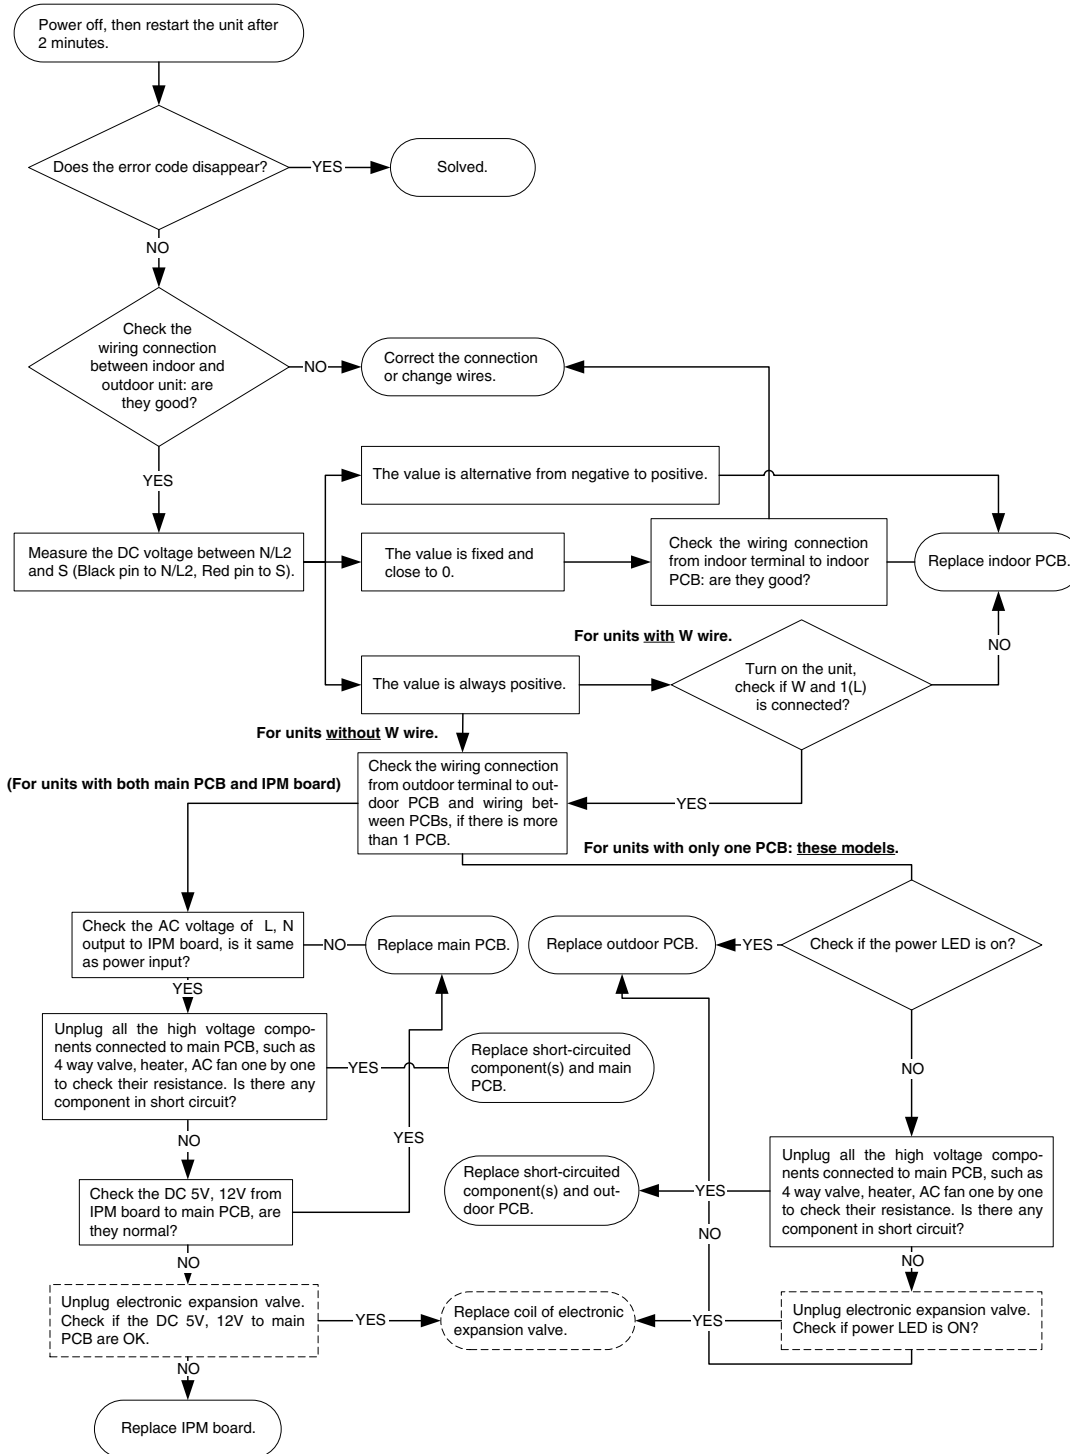 Power off, then restart the unit after
2 minutes.
Does the error code disappear?
YES
Solved.
NO
Check the
wiring connection
between indoor and
outdoor unit: are
they good?
NO
Correct the connection
or change wires.
YES
The value is alternative from negative to positive.
Measure the DC voltage between N/L2
and S (Black pin to N/L2, Red pin to S).
The value is fixed and
close to 0.
Check the wiring connection
from indoor terminal to indoor
PCB: are they good?
Replace indoor PCB.
For units with W wire.
NO
The value is always positive.
Turn on the unit,
check if W and 1(L)
is connected?
For units without W wire.
(For units with both main PCB and IPM board)
Check the wiring connection
from outdoor terminal to out-
door PCB and wiring bet-
ween PCBs, if there is more
than 1 PCB.
YES
For units with only one PCB: these models.
Check the AC voltage of L, N
output to IPM board, is it same
as power input?
NO
Replace main PCB.
Replace outdoor PCB.
YES
Check if the power LED is on?
YES
Unplug all the high voltage compo-
nents connected to main PCB, such as
4 way valve, heater, AC fan one by one
to check their resistance. Is there any
component in short circuit?
YES
Replace short-circuited
component(s) and main
PCB.
NO
NO
YES
Check the DC 5V, 12V from
IPM board to main PCB, are
they normal?
Replace short-circuited
component(s) and out-
door PCB.
YES
Unplug all the high voltage compo-
nents connected to main PCB, such as
4 way valve, heater, AC fan one by one
to check their resistance. Is there any
component in short circuit?
NO
NO
NO
Unplug electronic expansion valve.
Check if the DC 5V, 12V to main
PCB are OK.
YES
Replace coil of electronic
expansion valve.
YES
Unplug electronic expansion valve.
Check if power LED is ON?
NO
Replace IPM board.